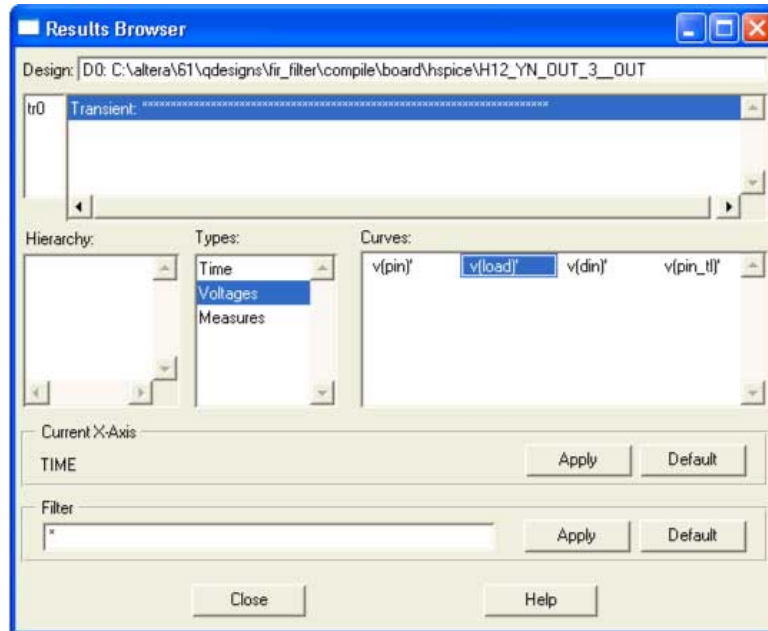 Results Browser
Design: D0: C:\altera\61\qdesigns\fir_filter\compile\board\hspice\H12_YN_OUT_3__OUT
tr0 Transient:
Hierarchy: Types: Curves:
Time
Voltages
Measures
v(pin)' v(load)' v(din)' v(pin_tl)'
Current X-Axis
TIME Apply Default
Filter
* Apply Default
Close Help